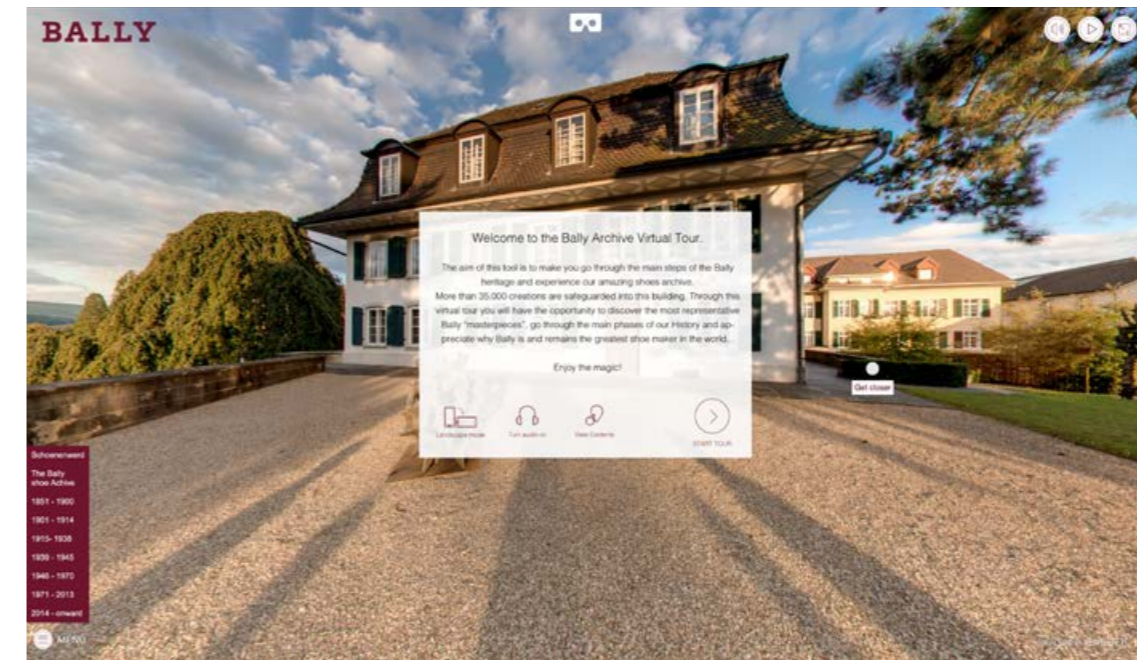 BALLY
Welcome to the Bally Archive Virtual Tour.
The aim of this tool is to make you go through the main steps of the Bally
heritage and experience our amazing shoes archive.
More than 35.000 creations are safeguarded into this building. Through this
virtual tour you will have the opportunity to discover the most representative
Bally "masterpieces", go through the main phases of our History and ap-
preciate why Bally is and remains the greatest shoe maker in the world.
Enjoy the magic!
Landscape mode
Turn audio on
View Contents
START TOUR
Get closer
Schoenenwerd
The Bally
shoe Achive
1851 - 1900
1901 - 1914
1915- 1938
1939 - 1945
1946 - 1970
1971 - 2013
2014 - onward
MENU